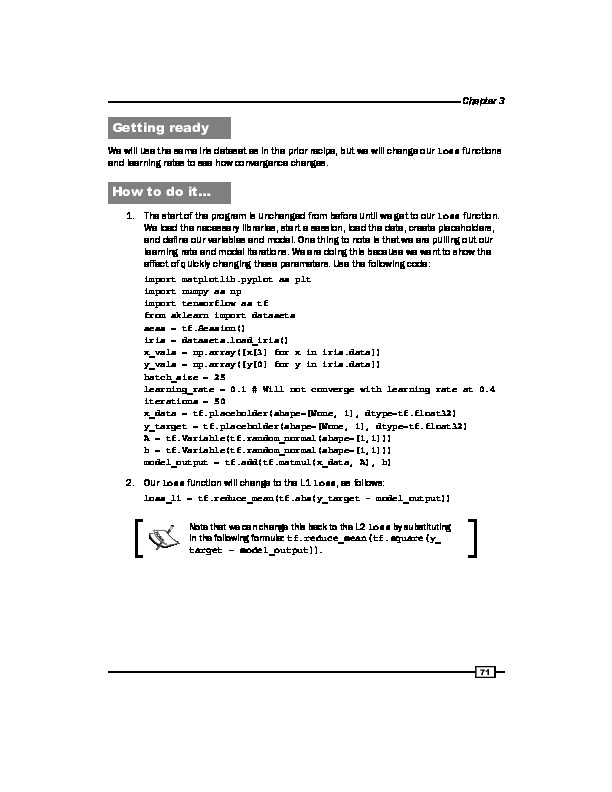 Chapter 3
Getting ready
We will use the same iris dataset as in the prior recipe, but we will change our loss functions
and learning rates to see how convergence changes.
How to do it…
1. The start of the program is unchanged from before until we get to our loss function.
We load the necessary libraries, start a session, load the data, create placeholders,
and define our variables and model. One thing to note is that we are pulling out our
learning rate and model iterations. We are doing this because we want to show the
effect of quickly changing these parameters. Use the following code:
import matplotlib.pyplot as plt
import numpy as np
import tensorflow as tf
from sklearn import datasets
sess = tf.Session()
iris = datasets.load_iris()
x_vals = np.array([x[3] for x in iris.data])
y_vals = np.array([y[0] for y in iris.data])
batch_size = 25
learning_rate = 0.1 # Will not converge with learning rate at 0.4
iterations = 50
x_data = tf.placeholder(shape=[None, 1], dtype=tf.float32)
y_target = tf.placeholder(shape=[None, 1], dtype=tf.float32)
A = tf.Variable(tf.random_normal(shape=[1,1]))
b = tf.Variable(tf.random_normal(shape=[1,1]))
model_output = tf.add(tf.matmul(x_data, A), b)
2. Our loss function will change to the L1 loss, as follows:
loss_l1 = tf.reduce_mean(tf.abs(y_target - model_output))
Note that we can change this back to the L2 loss by substituting
in the following formula: tf.reduce_mean(tf.square(y_
target - model_output)).
71